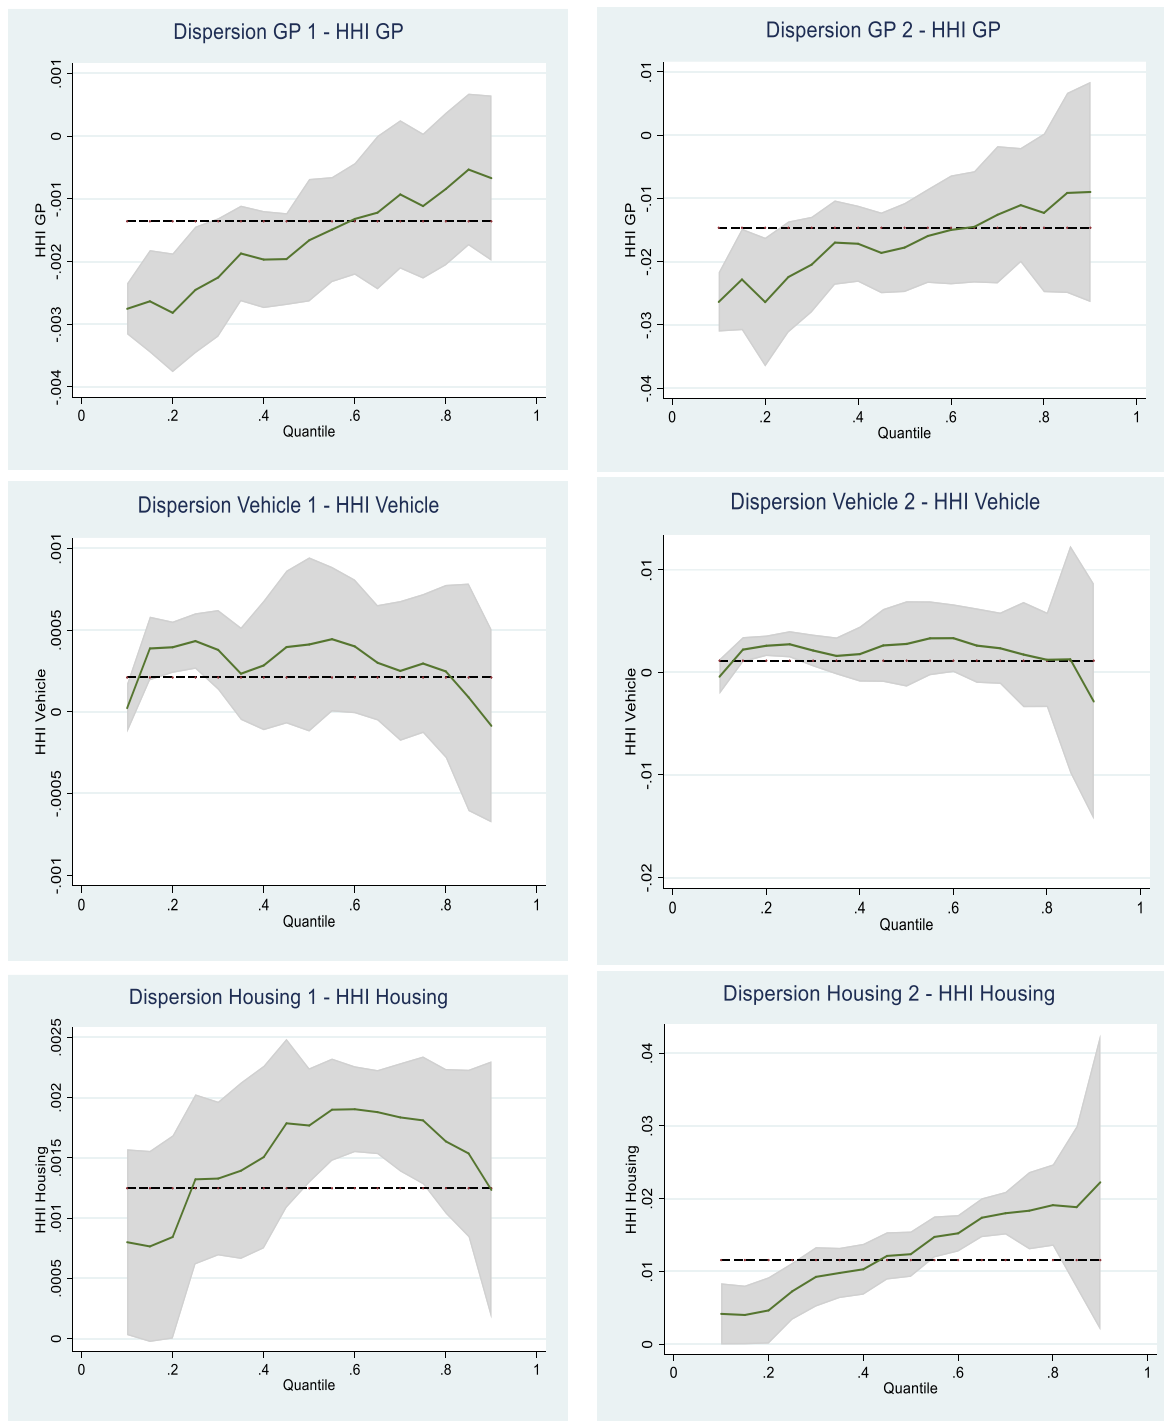 Dispersion GP 1 - HHI GP
HHI GP
.001
0
-.001
-.002
-.003
-.004
0 .2 .4 .6 .8 1
Quantile
Dispersion GP 2 - HHI GP
HHI GP
.01
0
-.01
-.02
-.03
-.04
0 .2 .4 .6 .8 1
Quantile
Dispersion Vehicle 1 - HHI Vehicle
HHI Vehicle
.001
.0005
0
-.0005
-.001
0 .2 .4 .6 .8 1
Quantile
Dispersion Vehicle 2 - HHI Vehicle
HHI Vehicle
.01
0
-.01
-.02
0 .2 .4 .6 .8 1
Quantile
Dispersion Housing 1 - HHI Housing
HHI Housing
.0025
.002
.0015
.001
.0005
0
0 .2 .4 .6 .8 1
Quantile
Dispersion Housing 2 - HHI Housing
HHI Housing
.04
.03
.02
.01
0
0 .2 .4 .6 .8 1
Quantile